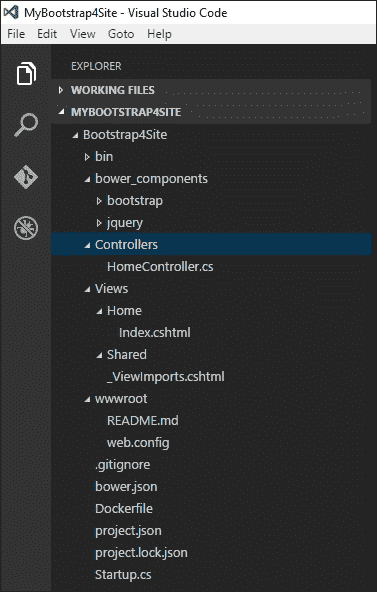 MyBootstrap4Site - Visual Studio Code
File Edit View Goto Help
EXPLORER
WORKING FILES
MYBOOTSTRAP4SITE
Bootstrap4Site
bin
bower_components
bootstrap
jquery
Controllers
HomeController.cs
Views
Home
Index.cshtml
Shared
_ViewImports.cshtml
wwwroot
README.md
web.config
.gitignore
bower.json
Dockerfile
project.json
project.lock.json
Startup.cs